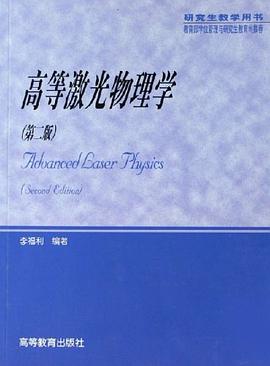 研究生教学用书
教育部学位管理与研究生教育司推荐
高等激光物理学
(第二版)
Advanced Laser Physics
(Second Edition)
李福利 编著
高等教育出版社